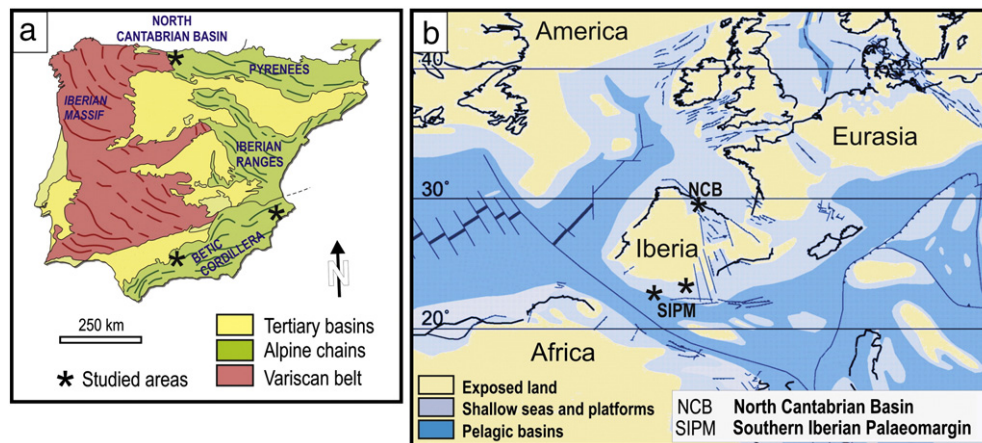 a
NORTH
CANTABRIAN BASIN
PYRENEES
IBERIAN
MASSIF
IBERIAN
RANGES
BETIC
CORDILLERA
N
250 km
Tertiary basins
Alpine chains
* Studied areas
Variscan belt
b
America
40
Eurasia
30°
NCB
Iberia
SIPM
20°
Africa
Exposed land
Shallow seas and platforms
Pelagic basins
NCB North Cantabrian Basin
SIPM Southern Iberian Palaeomargin